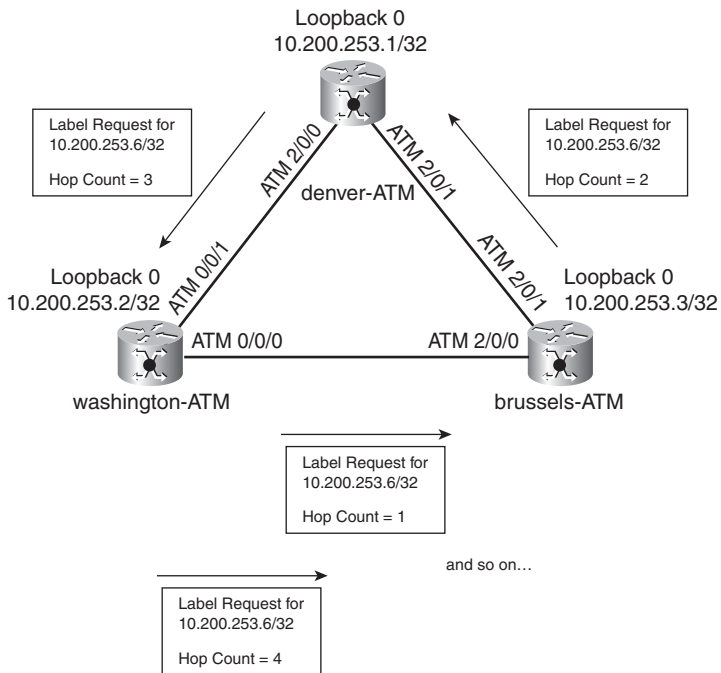 Loopback 0
10.200.253.1/32
Label Request for
10.200.253.6/32
Hop Count = 3
ATM 2/0/0
denver-ATM
ATM 2/0/1
Label Request for
10.200.253.6/32
Hop Count = 2
Loopback 0
10.200.253.2/32
ATM 0/0/1
ATM 2/0/1
Loopback 0
10.200.253.3/32
ATM 0/0/0
ATM 2/0/0
washington-ATM
brussels-ATM
Label Request for
10.200.253.6/32
Hop Count = 1
and so on…
Label Request for
10.200.253.6/32
Hop Count = 4